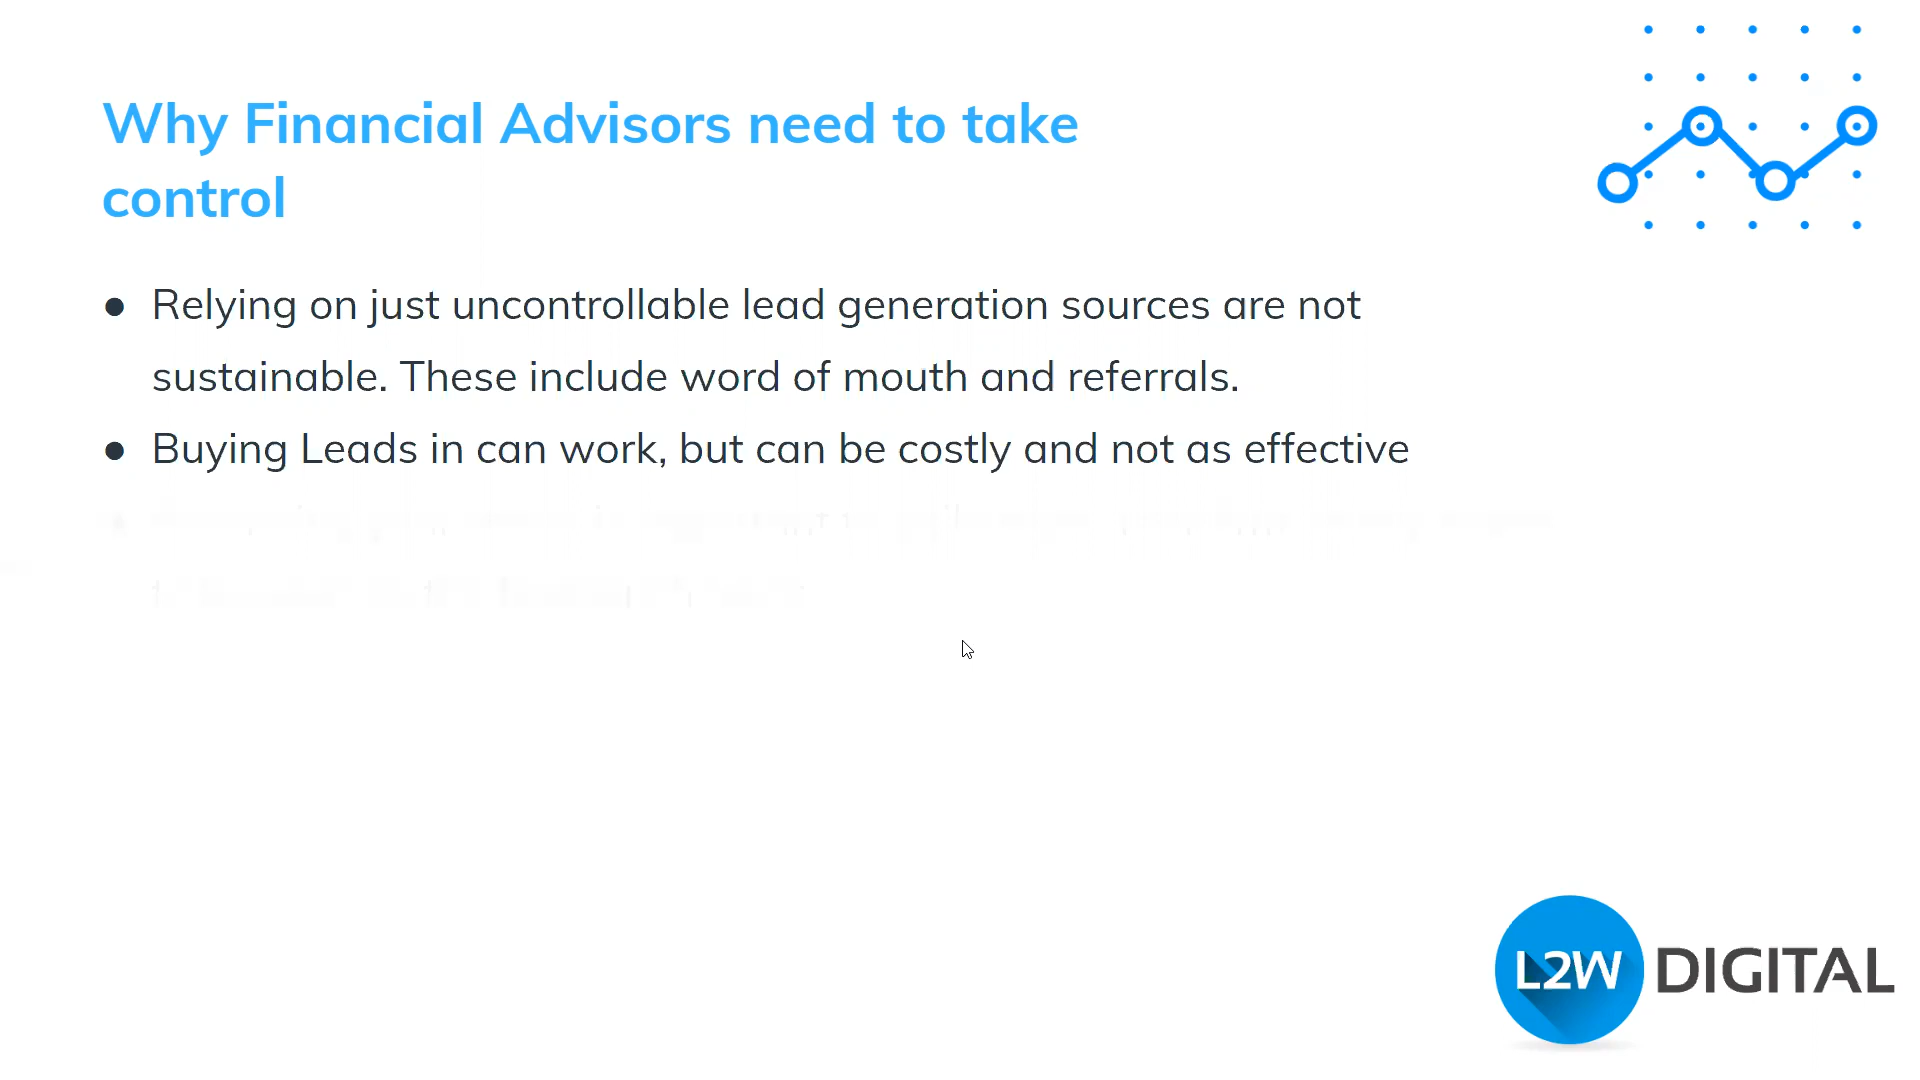 Why Financial Advisors need to take
control
● Relying on just uncontrollable lead generation sources are not
sustainable. These include word of mouth and referrals.
● Buying Leads in can work, but can be costly and not as effective
L2W DIGITAL